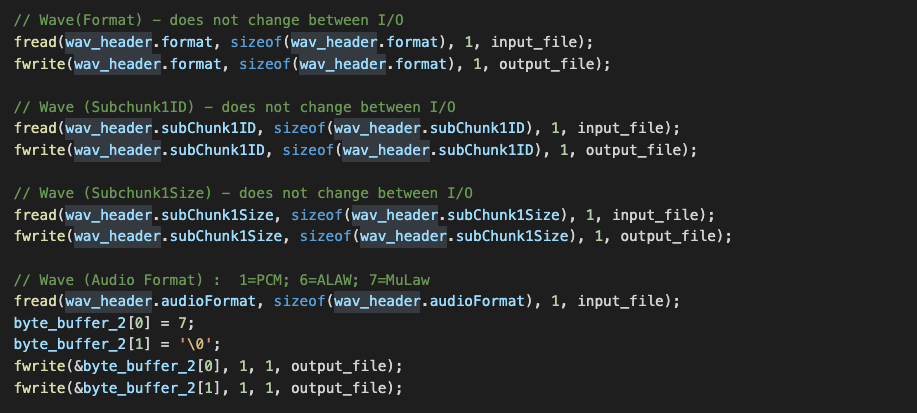 // Wave(Format) – does not change between I/O
fread(wav_header.format, sizeof(wav_header.format), 1, input_file);
fwrite(wav_header.format, sizeof(wav_header.format), 1, output_file);
// Wave (Subchunk1ID) – does not change between I/O
fread(wav_header.subChunk1ID, sizeof(wav_header.subChunk1ID), 1, input_file);
fwrite(wav_header.subChunk1ID, sizeof(wav_header.subChunk1ID), 1, output_file);
// Wave (Subchunk1Size) – does not change between I/O
fread(wav_header.subChunk1Size, sizeof(wav_header.subChunk1Size), 1, input_file);
fwrite(wav_header.subChunk1Size, sizeof(wav_header.subChunk1Size), 1, output_file);
// Wave (Audio Format) :  1=PCM; 6=ALAW; 7=MuLaw
fread(wav_header.audioFormat, sizeof(wav_header.audioFormat), 1, input_file);
byte_buffer_2[0] = 7;
byte_buffer_2[1] = '\0';
fwrite(&byte_buffer_2[0], 1, 1, output_file);
fwrite(&byte_buffer_2[1], 1, 1, output_file);